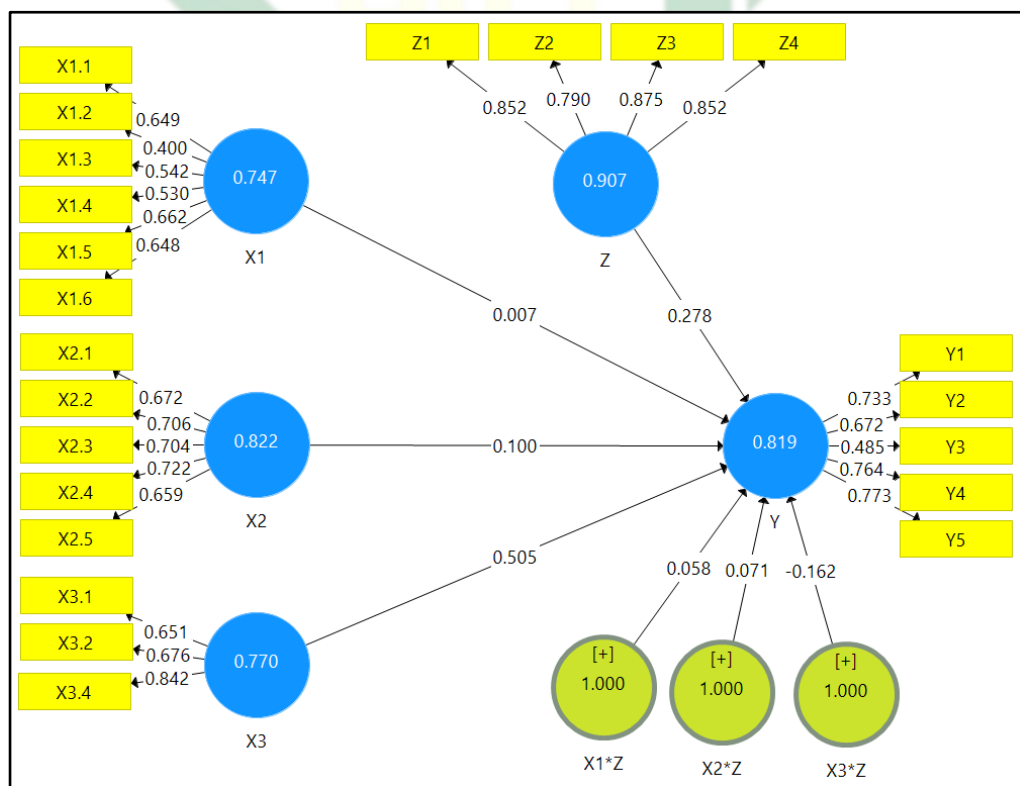 Z1
Z2
Z3
Z4
0.852
0.790
0.875
0.852
0.907
Z
X1.1
X1.2
X1.3
X1.4
X1.5
X1.6
0.649
0.400
0.542
0.530
0.662
0.648
0.747
X1
0.007
0.278
X2.1
X2.2
X2.3
X2.4
X2.5
0.672
0.706
0.704
0.722
0.659
0.822
X2
0.100
0.819
Y
0.733
0.672
0.485
0.764
0.773
Y1
Y2
Y3
Y4
Y5
X3.1
X3.2
X3.4
0.651
0.676
0.842
0.770
X3
0.505
0.058
0.071
-0.162
[+]
1.000
X1*Z
[+]
1.000
X2*Z
[+]
1.000
X3*Z